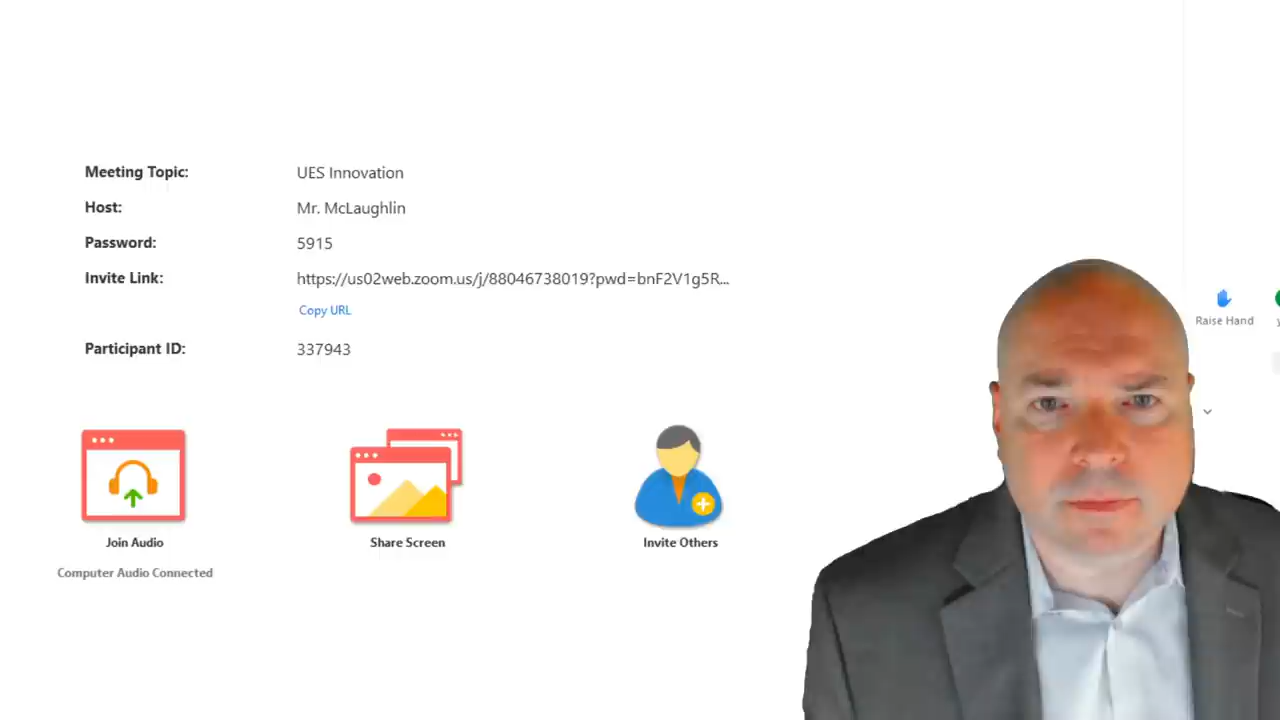 Meeting Topic: UES Innovation
Host: Mr. McLaughlin
Password: 5915
Invite Link: https://us02web.zoom.us/j/88046738019?pwd=bnF2V1g5R...
Copy URL
Participant ID: 337943
Raise Hand
Join Audio Share Screen Invite Others
Computer Audio Connected